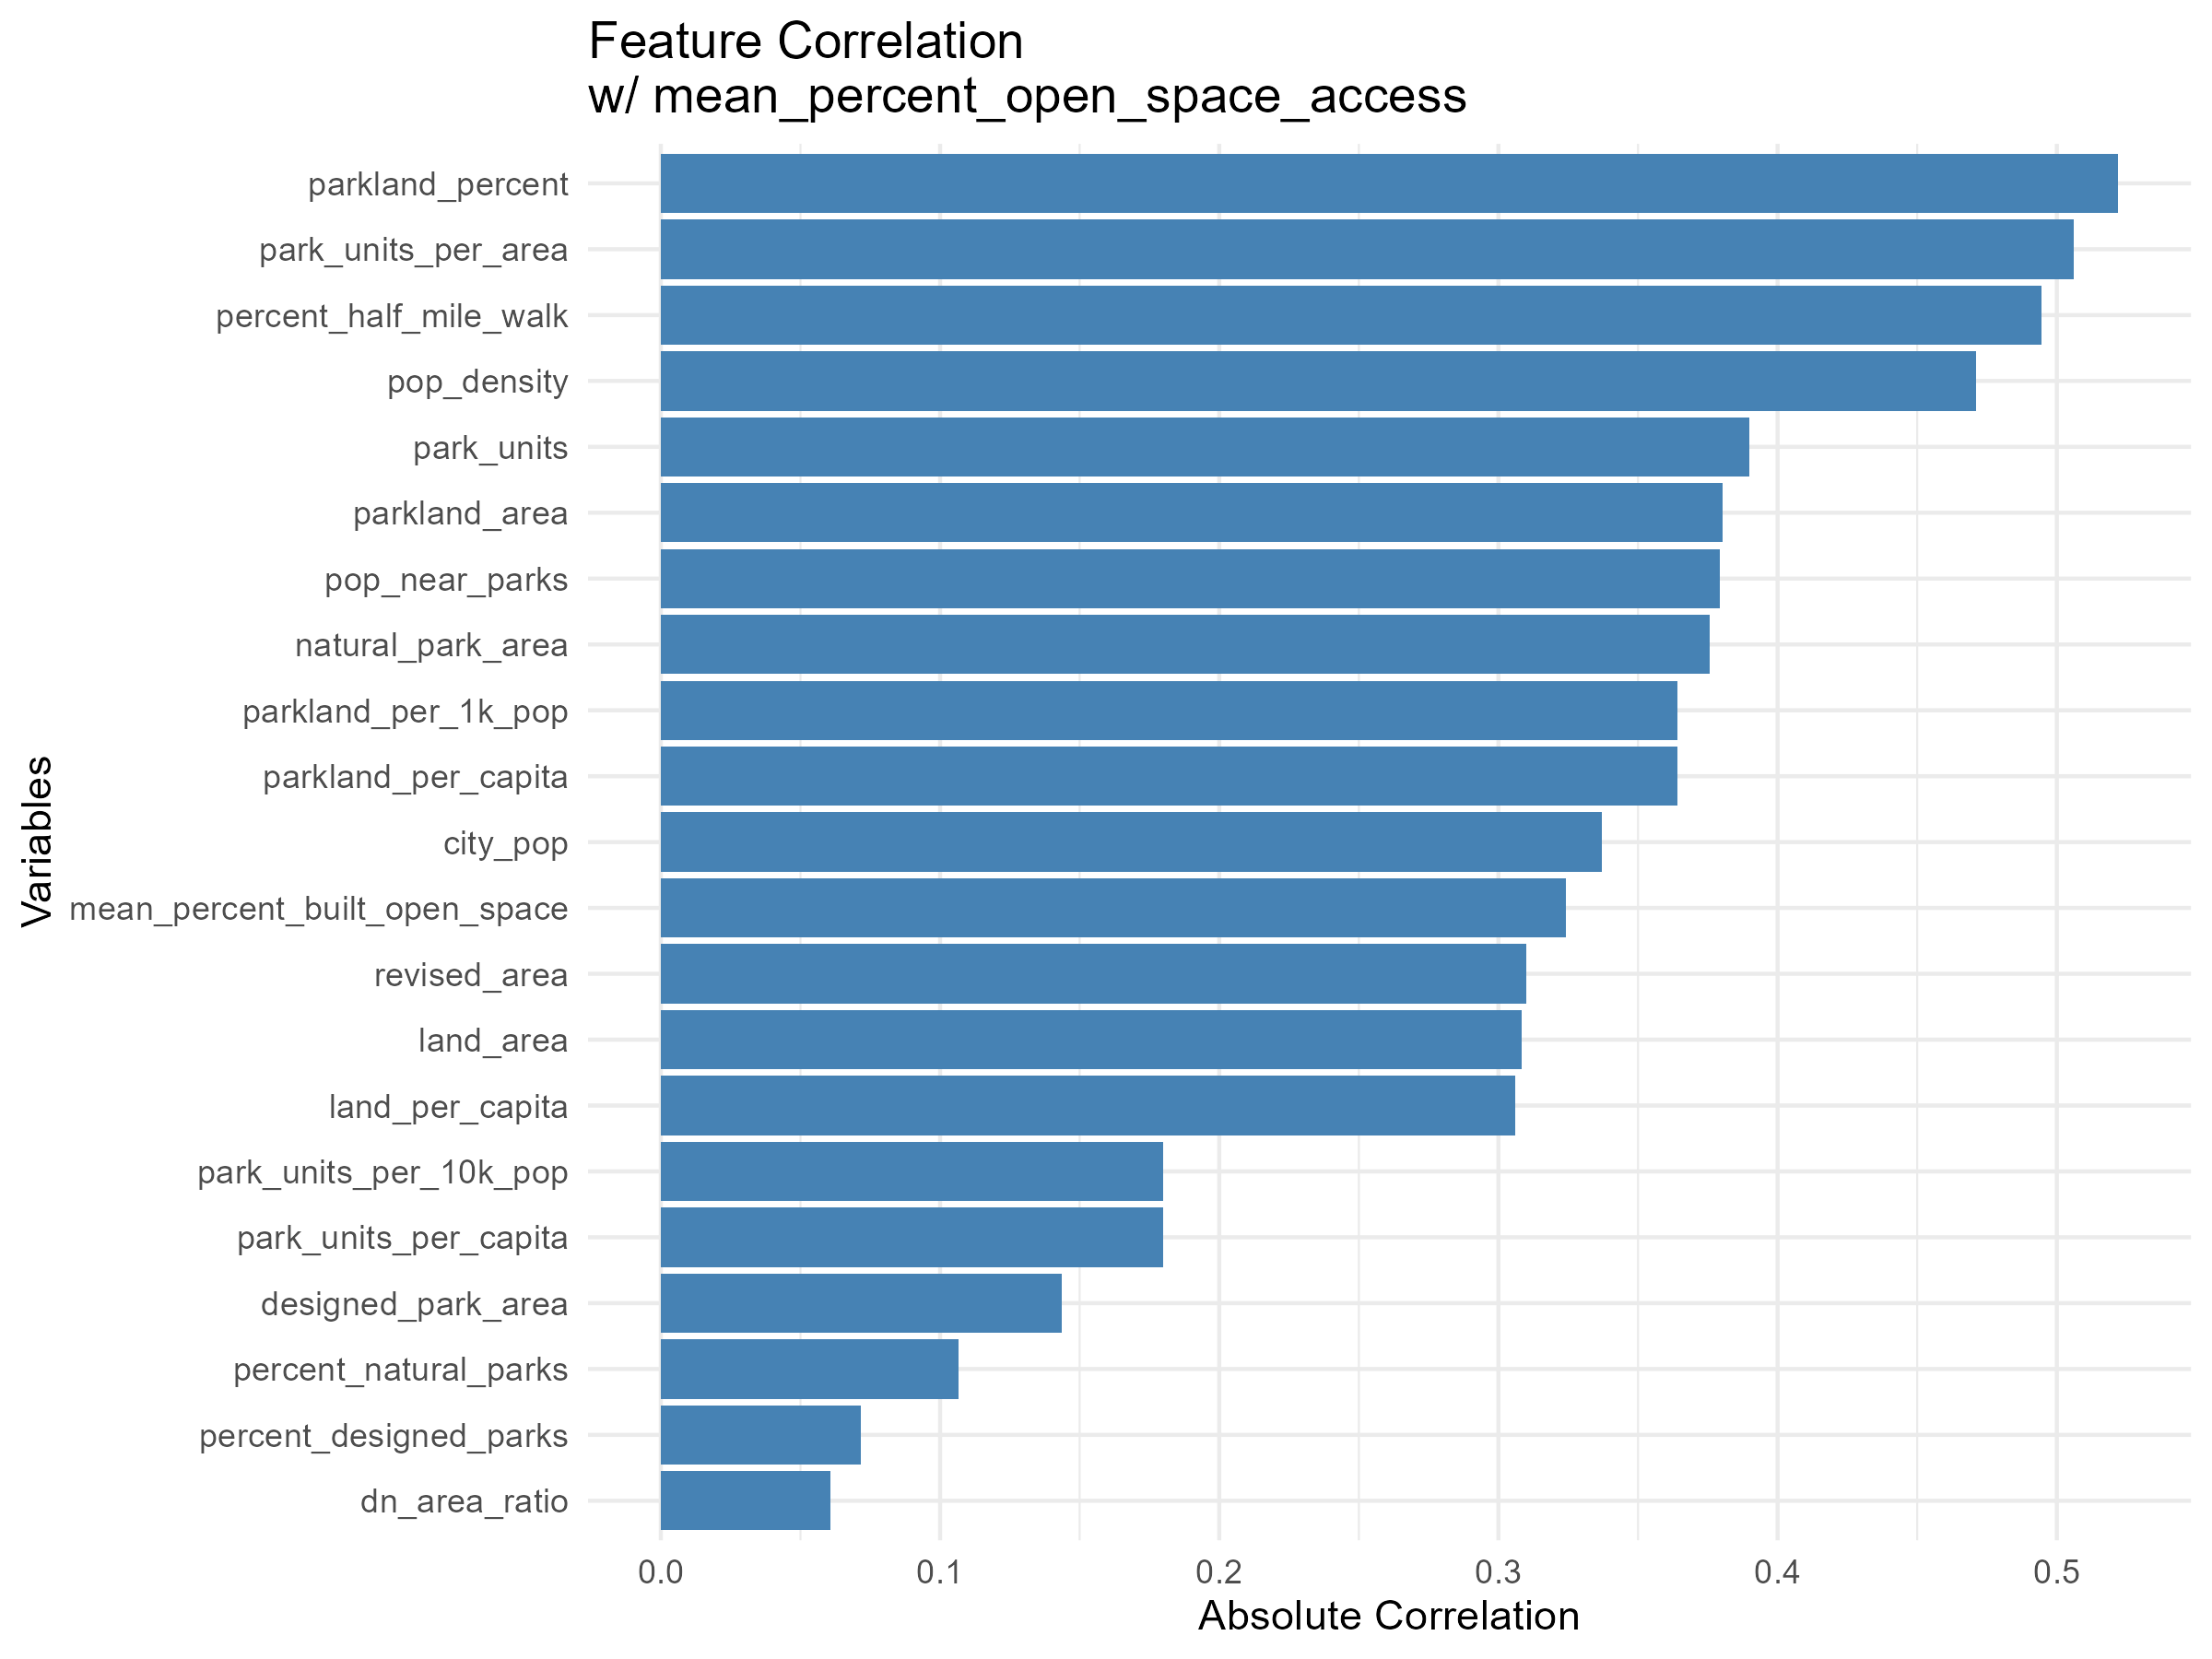 Feature Correlation
w/ mean_percent_open_space_access
Variables
parkland_percent
park_units_per_area
percent_half_mile_walk
pop_density
park_units
parkland_area
pop_near_parks
natural_park_area
parkland_per_1k_pop
parkland_per_capita
city_pop
mean_percent_built_open_space
revised_area
land_area
land_per_capita
park_units_per_10k_pop
park_units_per_capita
designed_park_area
percent_natural_parks
percent_designed_parks
dn_area_ratio
0.0 0.1 0.2 0.3 0.4 0.5
Absolute Correlation